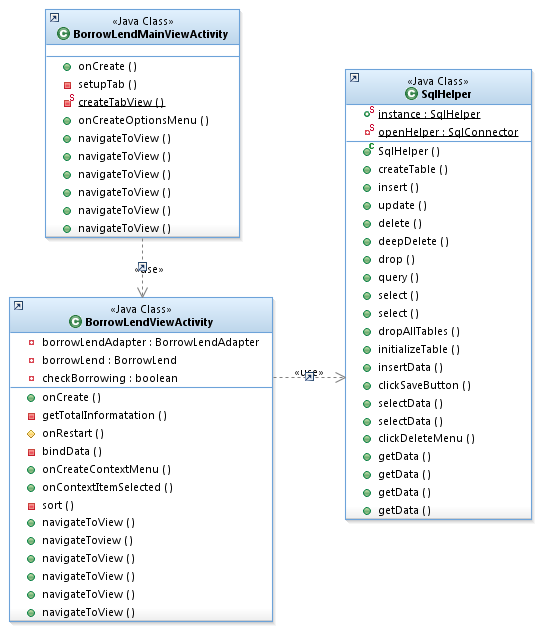 «Java Class»
BorrowLendMainViewActivity
onCreate ( )
setupTab ( )
createTabView ( )
onCreateOptionsMenu ( )
navigateToView ( )
navigateToView ( )
navigateToView ( )
navigateToView ( )
navigateToView ( )
navigateToView ( )
«use»
«Java Class»
BorrowLendViewActivity
borrowLendAdapter : BorrowLendAdapter
borrowLend : BorrowLend
checkBorrowing : boolean
onCreate ( )
getTotalInformatation ( )
onRestart ( )
bindData ( )
onCreateContextMenu ( )
onContextItemSelected ( )
sort ( )
navigateToView ( )
navigateToview ( )
navigateToView ( )
navigateToView ( )
navigateToView ( )
navigateToView ( )
«use»
«Java Class»
SqlHelper
instance : SqlHelper
openHelper : SqlConnector
SqlHelper ( )
createTable ( )
insert ( )
update ( )
delete ( )
deepDelete ( )
drop ( )
query ( )
select ( )
select ( )
dropAllTables ( )
initializeTable ( )
insertData ( )
clickSaveButton ( )
selectData ( )
selectData ( )
clickDeleteMenu ( )
getData ( )
getData ( )
getData ( )
getData ( )